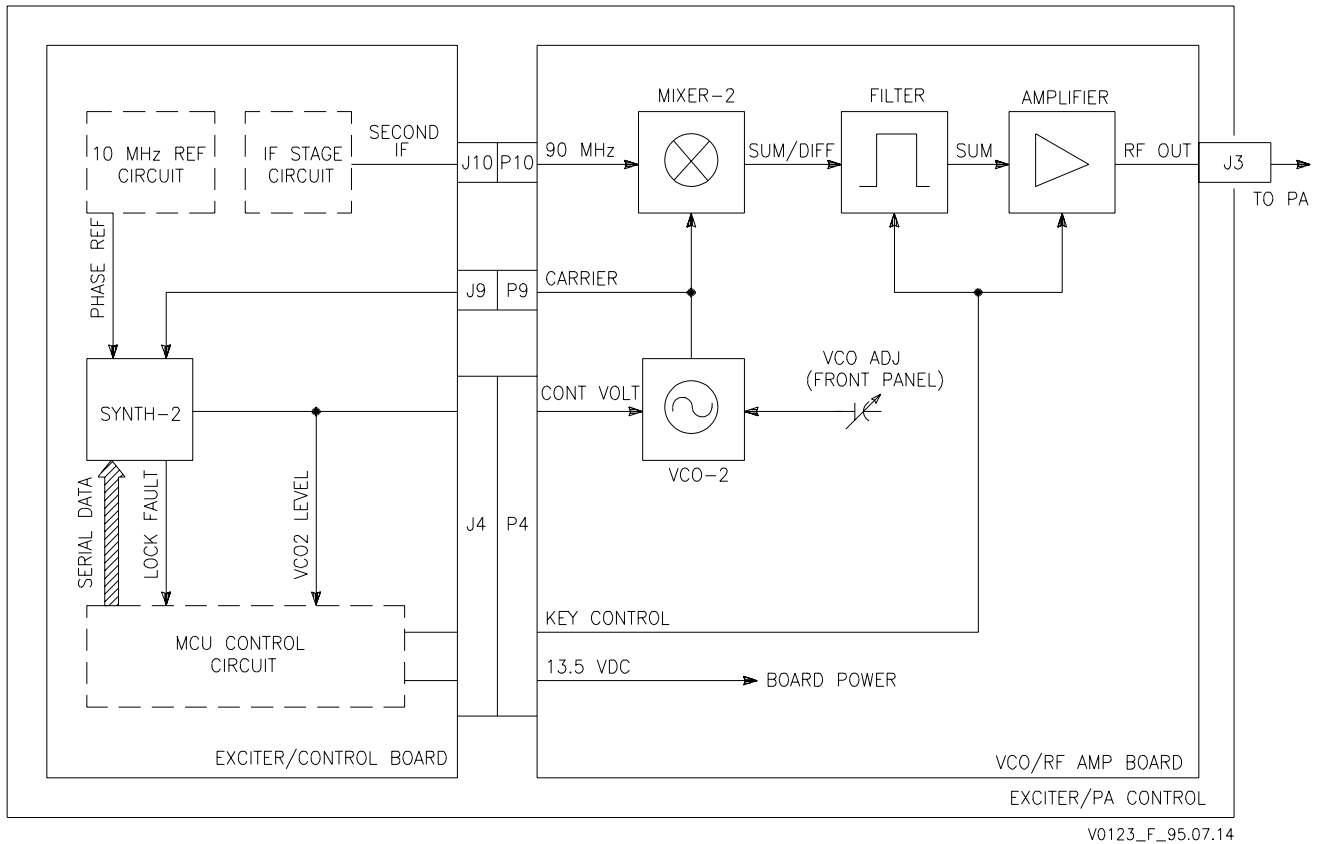 MIXER-2
FILTER
AMPLIFIER
10 MHz REF
CIRCUIT
IF STAGE
CIRCUIT
SECOND
IF
J10
P10
90 MHz
SUM/DIFF
SUM
RF OUT
J3
TO PA
PHASE REF
J9
P9
CARRIER
VCO ADJ
(FRONT PANEL)
CONT VOLT
SYNTH-2
VCO-2
SERIAL DATA
LOCK FAULT
VCO2 LEVEL
J4
P4
KEY CONTROL
MCU CONTROL
CIRCUIT
13.5 VDC
BOARD POWER
EXCITER/CONTROL BOARD
VCO/RF AMP BOARD
EXCITER/PA CONTROL
V0123_F_95.07.14